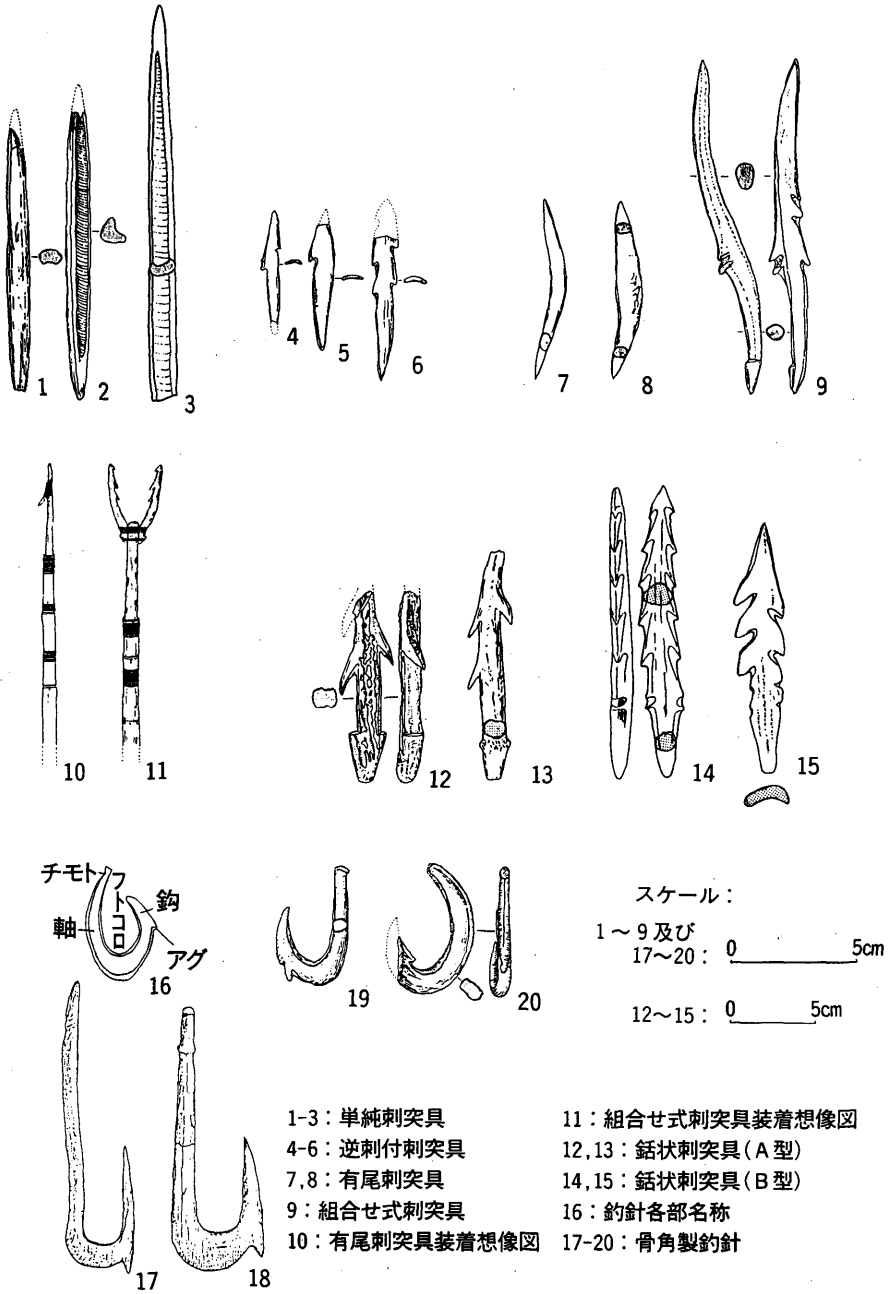 1
2
3
4
5
6
7
8
9
10
11
12
13
14
15
チモト
フトコロ
鈎
軸
アグ
16
19
20
スケール：
1～9及び
17～20： 0 5cm
12～15： 0 5cm
17
18
1-3：単純刺突具
4-6：逆刺付刺突具
7,8：有尾刺突具
9：組合せ式刺突具
10：有尾刺突具装着想像図
11：組合せ式刺突具装着想像図
12,13：銛状刺突具(A型)
14,15：銛状刺突具(B型)
16：釣針各部名称
17-20：骨角製釣針